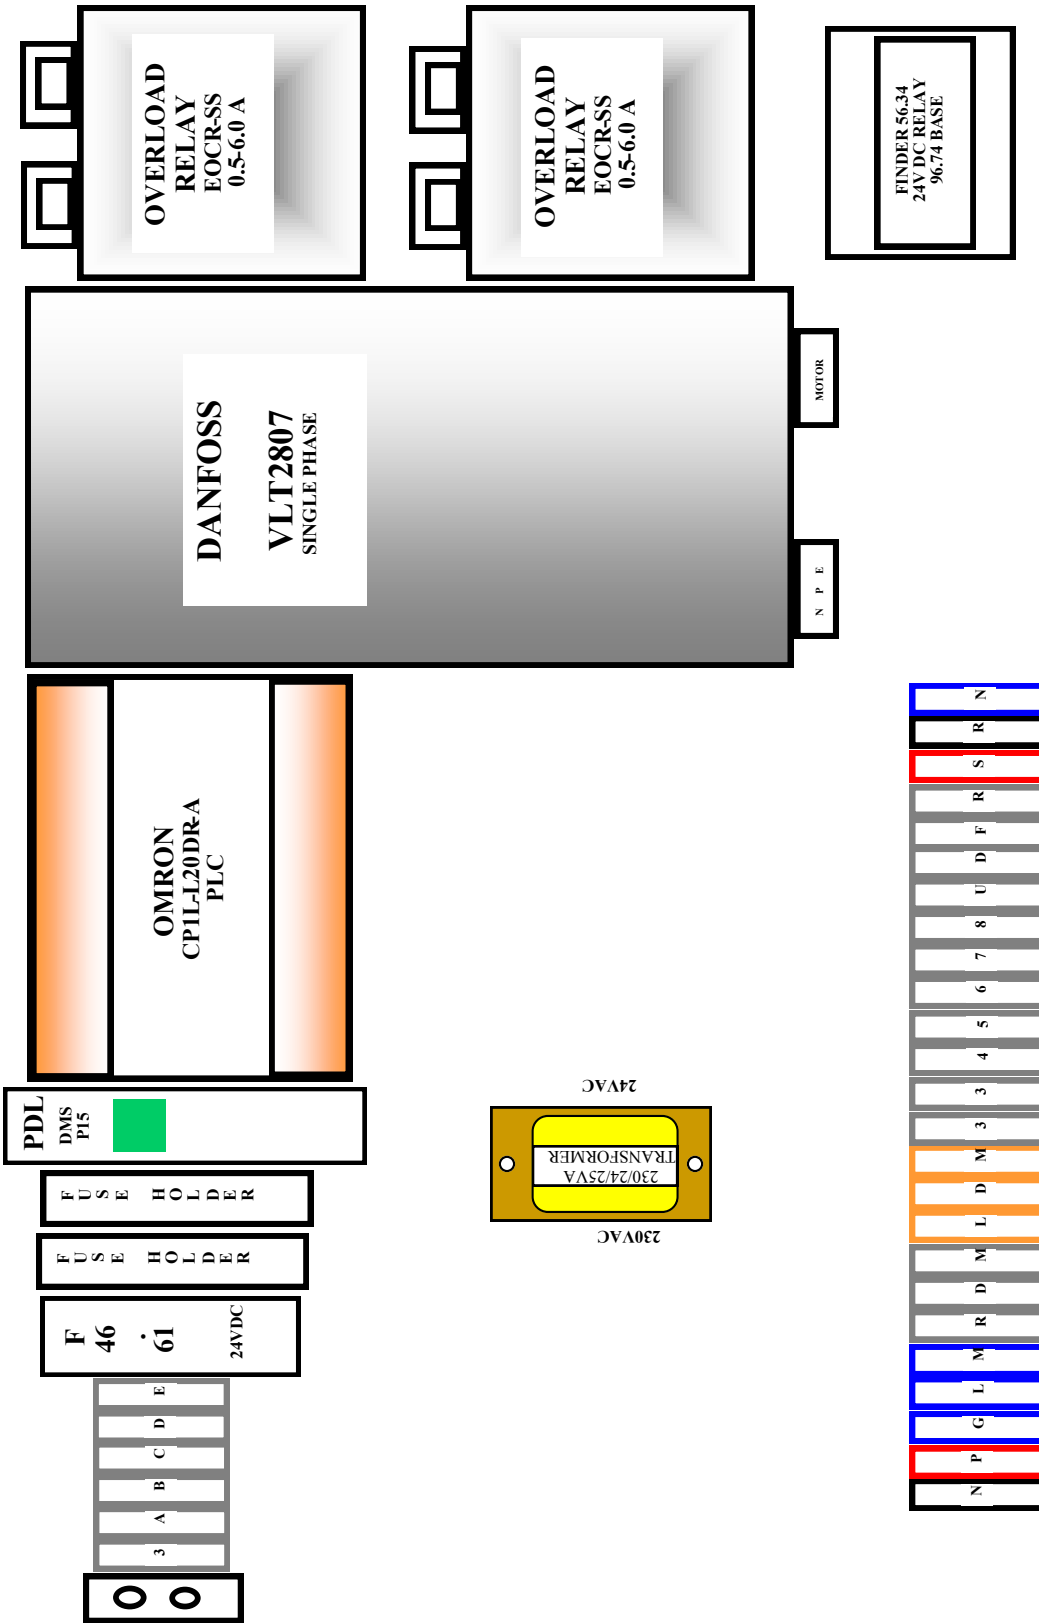 OVERLOAD
RELAY
EOCR-SS
0.5-6.0 A
OVERLOAD
RELAY
EOCR-SS
0.5-6.0 A
FINDER 56.34
24V DC RELAY
96.74 BASE
DANFOSS
VLT2807
SINGLE PHASE
MOTOR
N P E
OMRON
CP1L-L20DR-A
PLC
PDL
DMS
P15
FUSE HOLDER
FUSE HOLDER
F
46
.
61
24VDC
E
D
C
B
A
3
24VAC
230/24/25VA
TRANSFORMER
230VAC
N
R
S
R
F
D
U
8
7
6
5
4
3
3
M
D
L
M
D
R
M
L
G
P
N